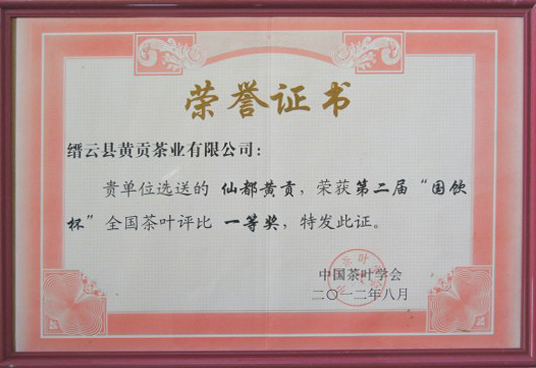 荣誉证书
缙云县黄贡茶业有限公司：
贵单位选送的 仙都黄贡，荣获第二届“国饮
杯”全国茶叶评比 一等奖，特发此证。
中国茶叶学会
二〇一二年八月